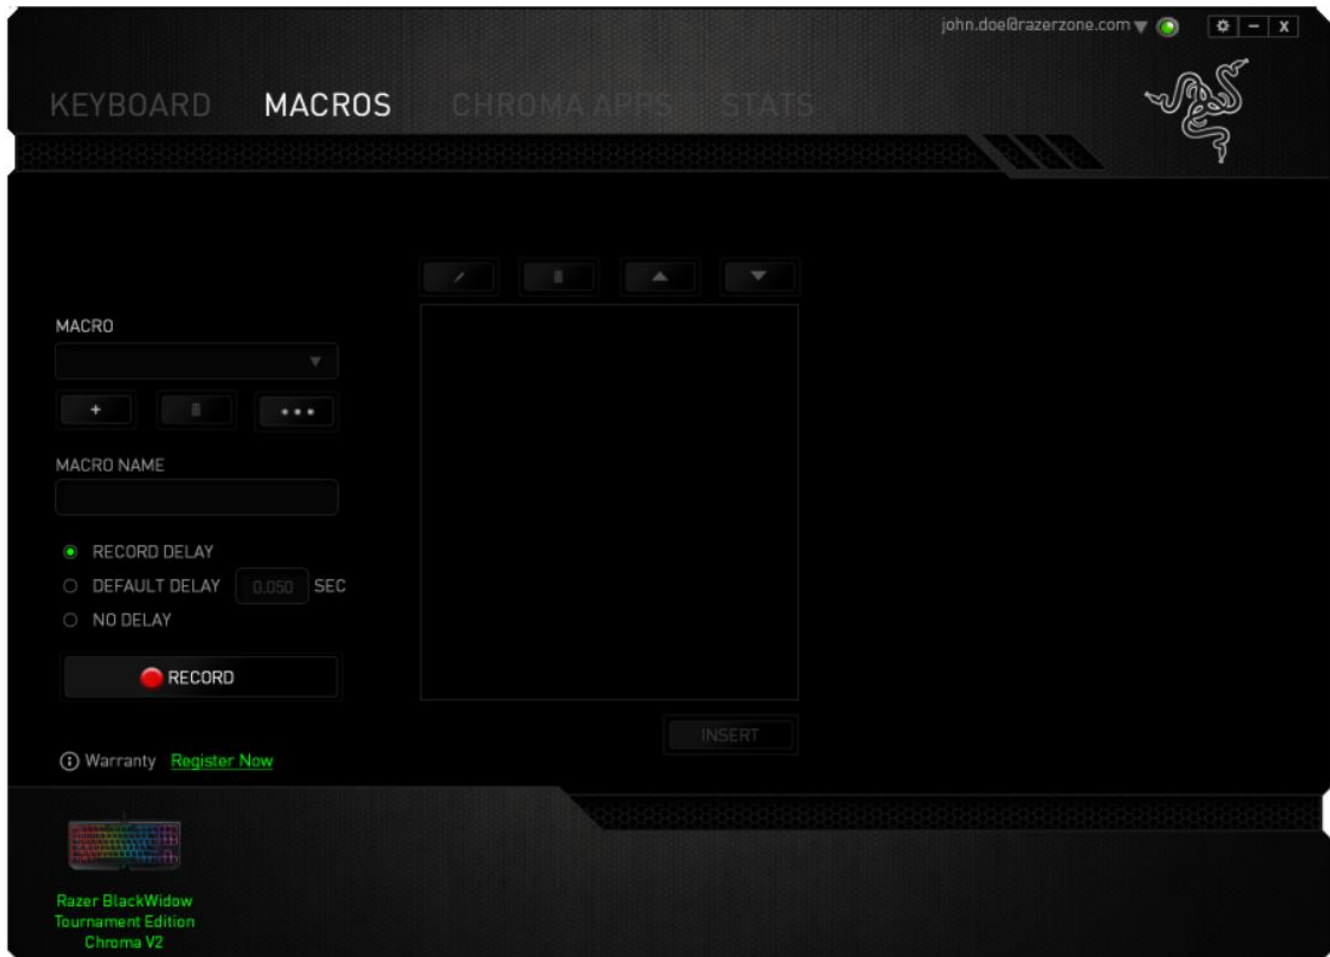 john.doe@razerzone.com
X
KEYBOARD MACROS CHROMA APPS STATS
MACRO
MACRO NAME
RECORD DELAY
DEFAULT DELAY 0.050 SEC
NO DELAY
RECORD
INSERT
Warranty Register Now
Razer BlackWidow
Tournament Edition
Chroma V2